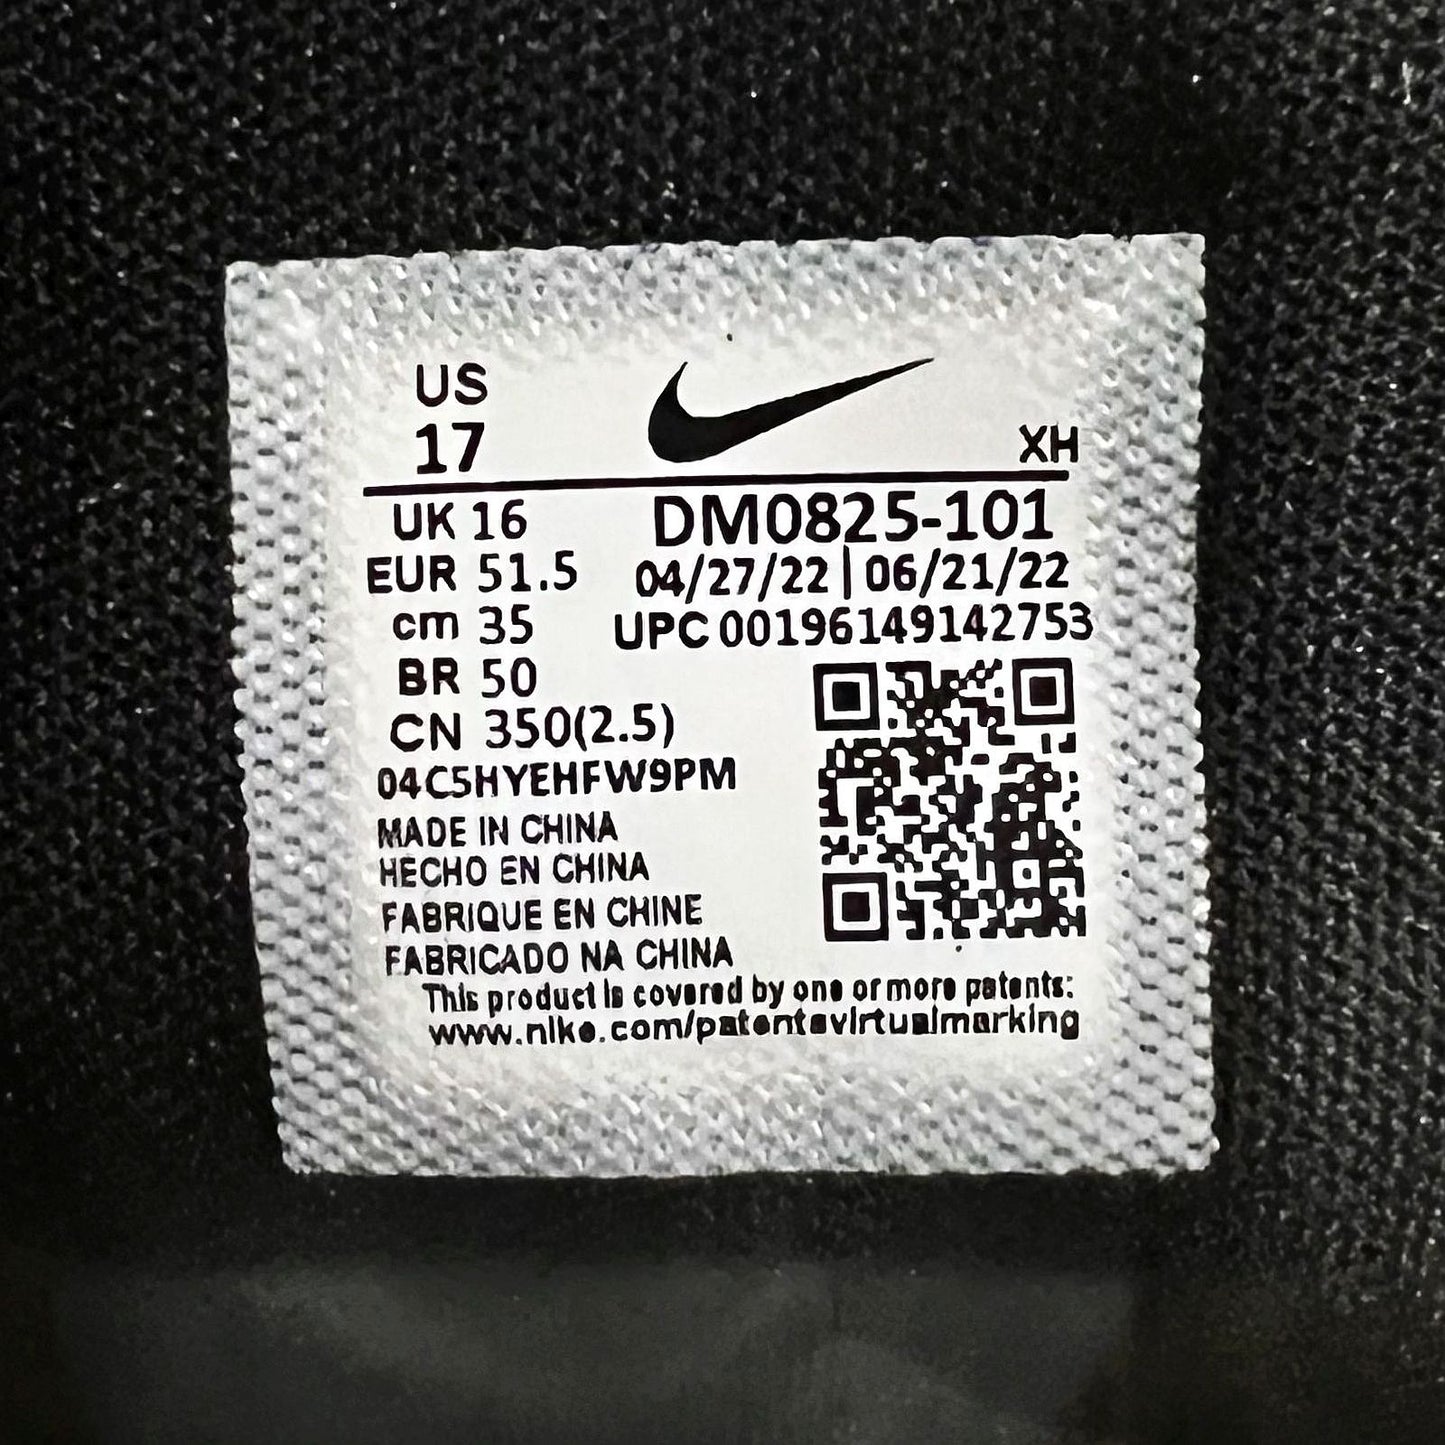 US
17
XH
UK 16
DM0825-101
EUR 51.5
04/27/22 | 06/21/22
cm 35
UPC 00196149142753
BR 50
CN 350(2.5)
04C5HYEHFW9PM
MADE IN CHINA
HECHO EN CHINA
FABRIQUE EN CHINE
FABRICADO NA CHINA
This product is covered by one or more patents:
www.nike.com/patentsvirtualmarking